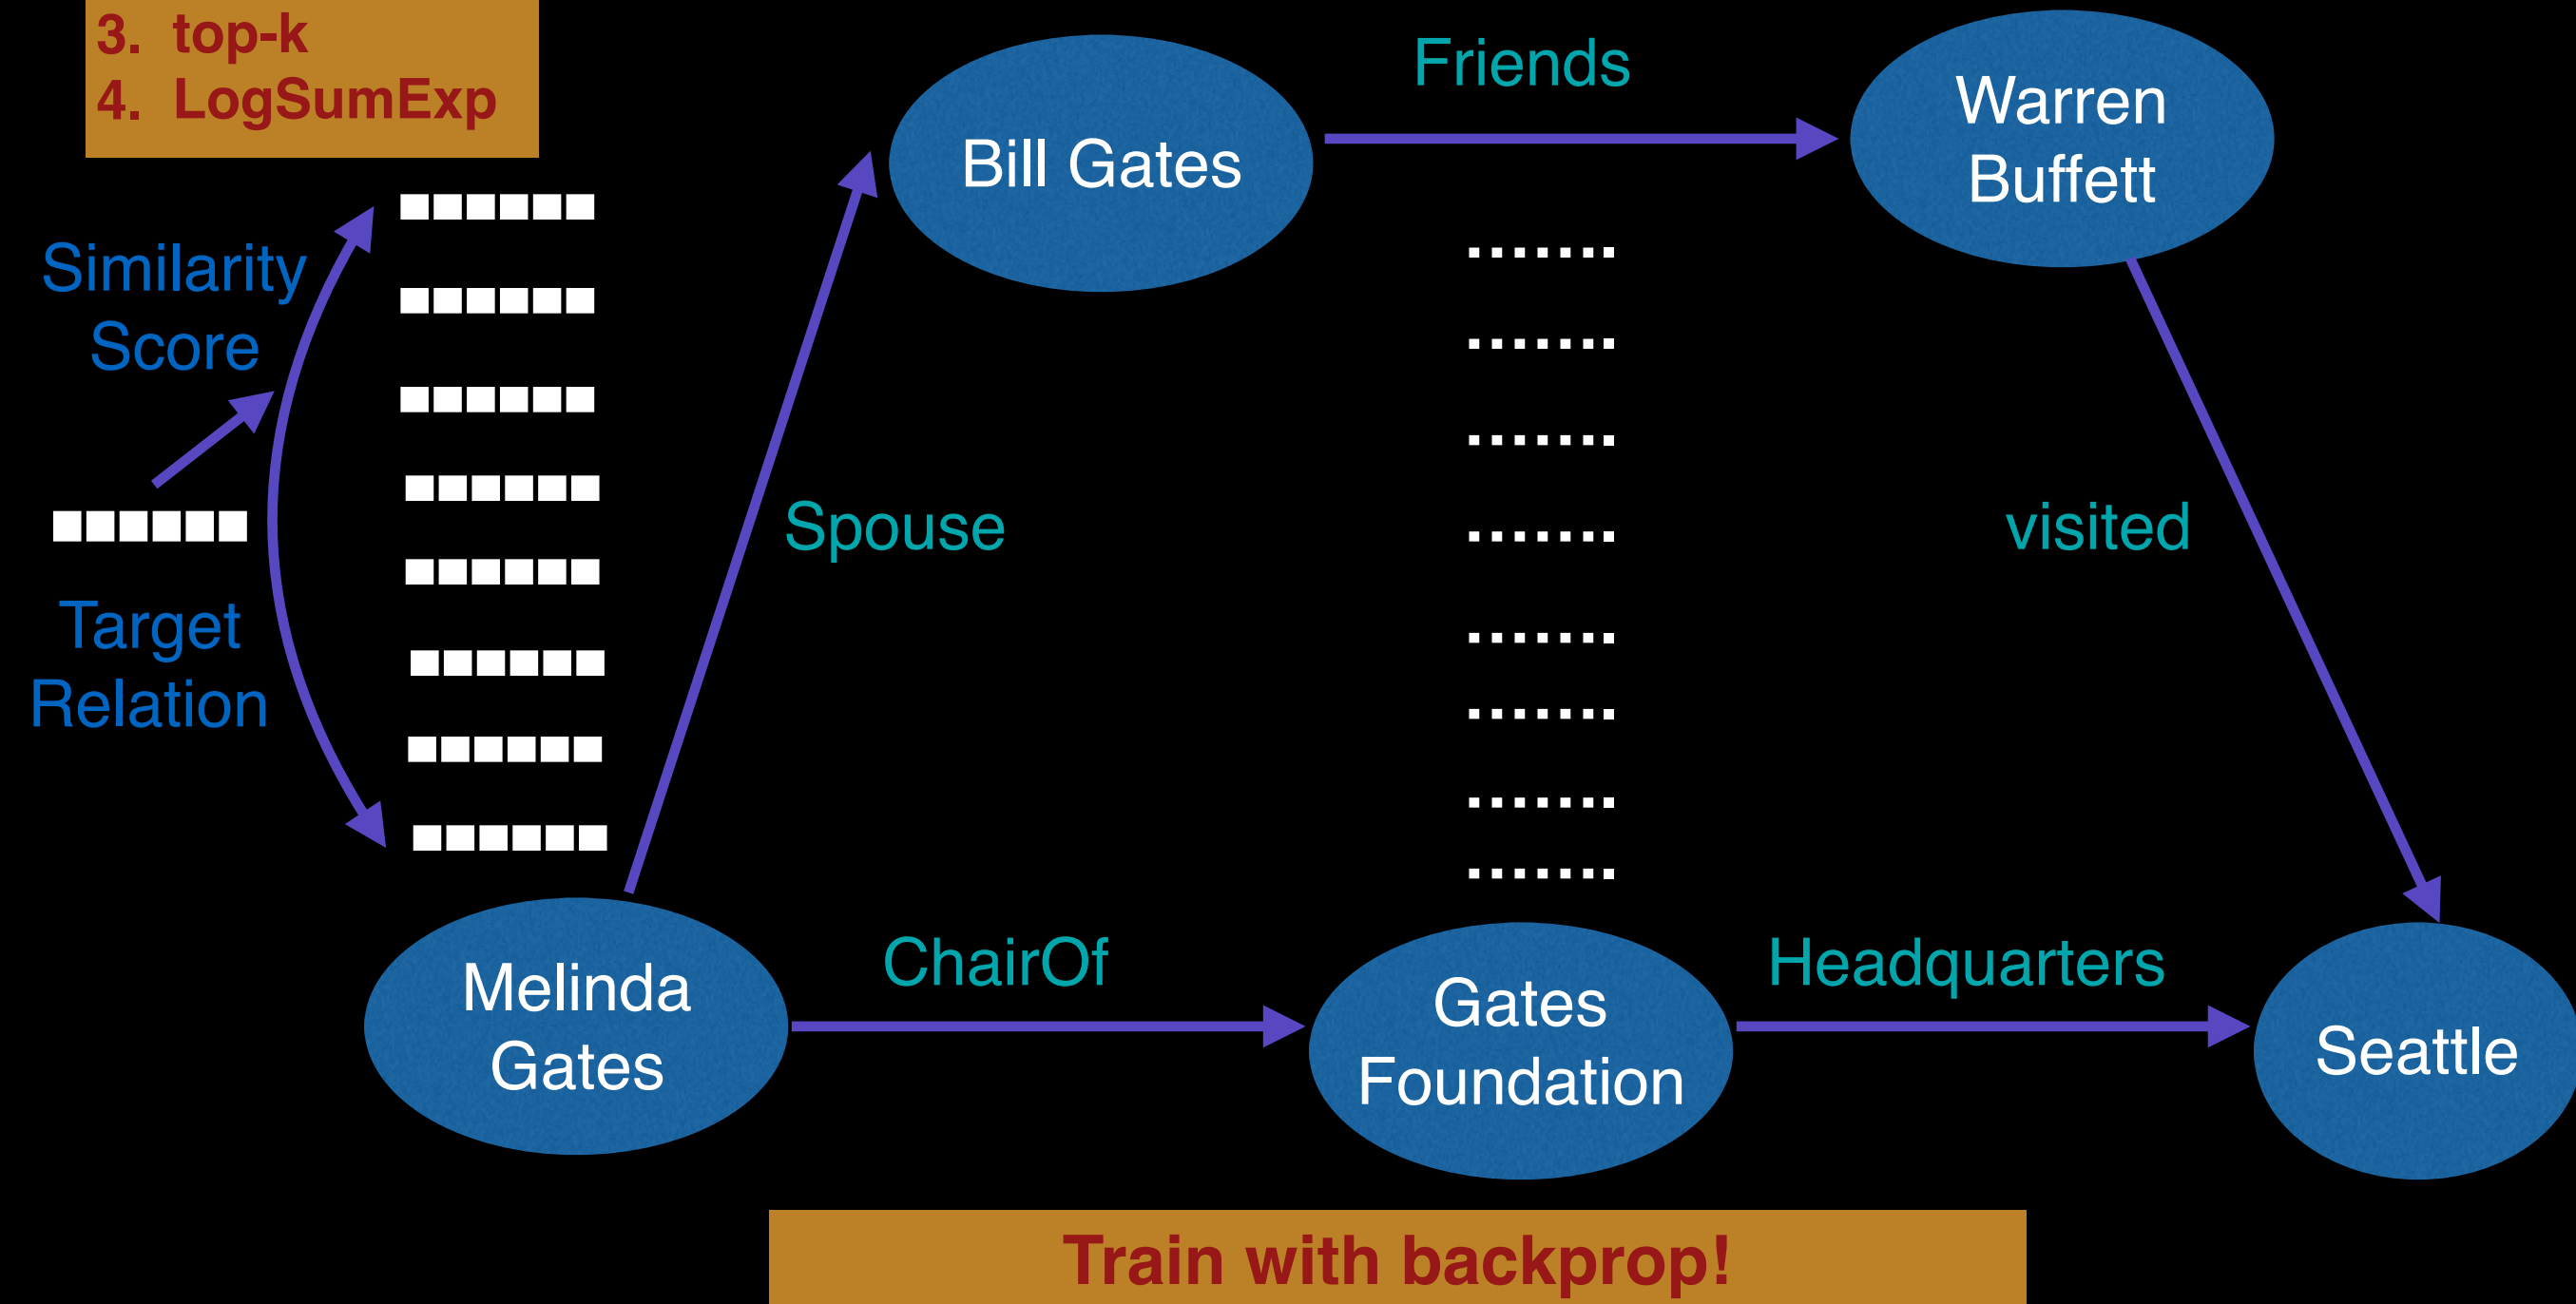 3. top-k
4. LogSumExp
Friends
Bill Gates
Warren
Buffett
Similarity
Score
Spouse
visited
Target
Relation
ChairOf
Headquarters
Melinda
Gates
Gates
Foundation
Seattle
Train with backprop!